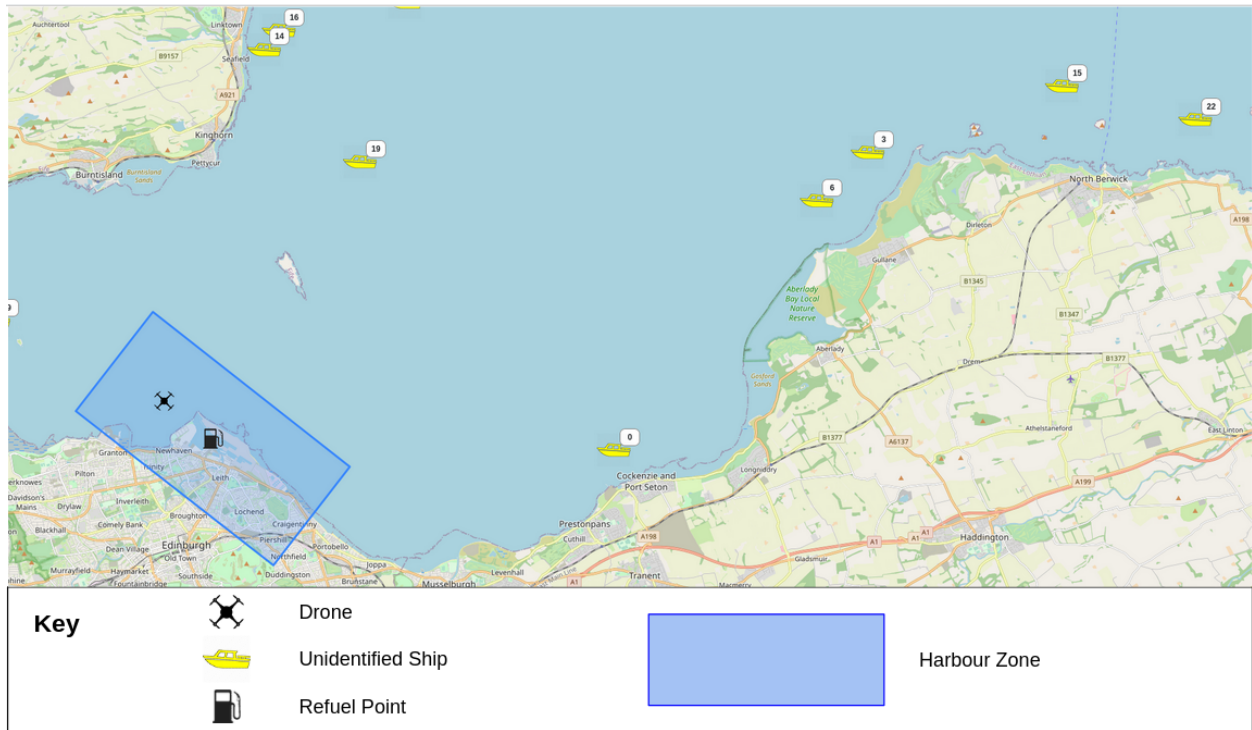 Auchtertool
Linktown
16
14
Seafield
B9157
A921
Kinghorn
Pettycur
Burntisland
Burntisland
Sands
19
15
22
3
6
North Berwick
A198
Dirleton
Gullane
B1345
Aberlady
Bay Local
Nature
Reserve
B1347
9
Gosford
Sands
Aberlady
Drem
B1377
Athelstaneford
East Linton
Granton
Newhaven
Trinity
Pilton
Leith
Davidson's
Mains
Drylaw
Inverleith
Lochend
Comely Bank
Broughton
Craigentinny
Blackhall
Dean Village
Edinburgh
Old Town
Piershill
Portobello
Northfield
Murrayfield
Haymarket
Southside
Duddingston
Fountainbridge
Brunstane
Joppa
Musselburgh
Levenhall
0
Cockenzie and
Port Seton
Longniddry
B1377
A6137
A199
Prestonpans
Cuthill
A198
A1
A1
Haddington
A1
Tranent
Gladsmuir
Macmerry
Key
Drone
Unidentified Ship
Refuel Point
Harbour Zone